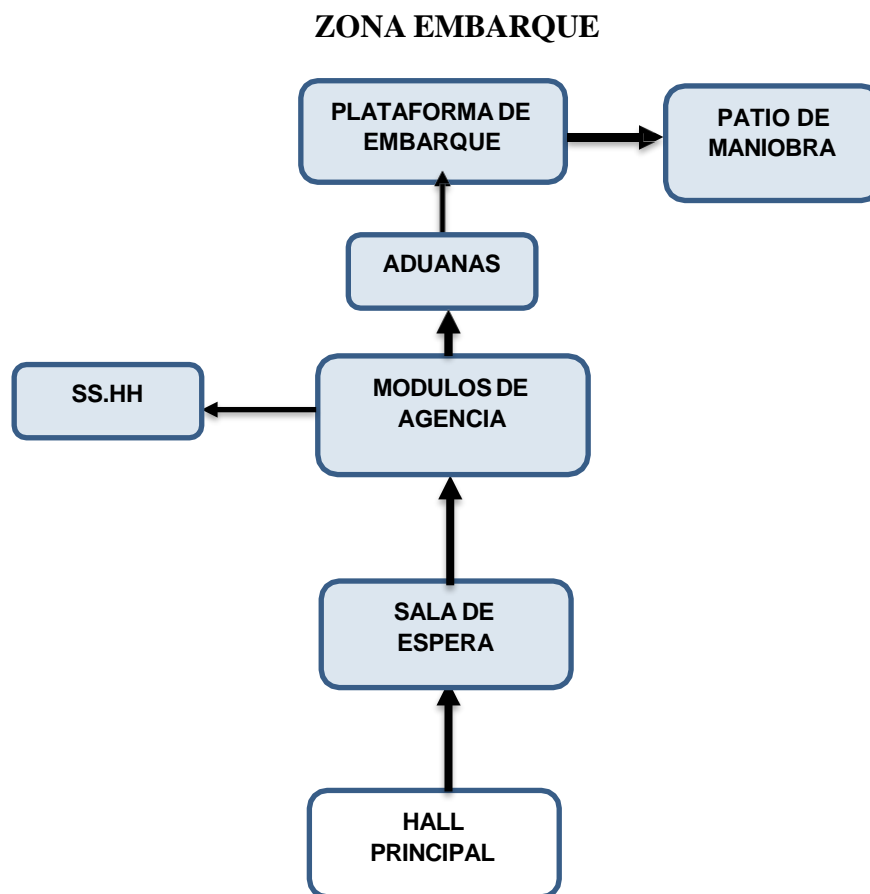 ZONA EMBARQUE
PLATAFORMA DE
EMBARQUE
PATIO DE
MANIOBRA
ADUANAS
SS.HH
MODULOS DE
AGENCIA
SALA DE
ESPERA
HALL
PRINCIPAL